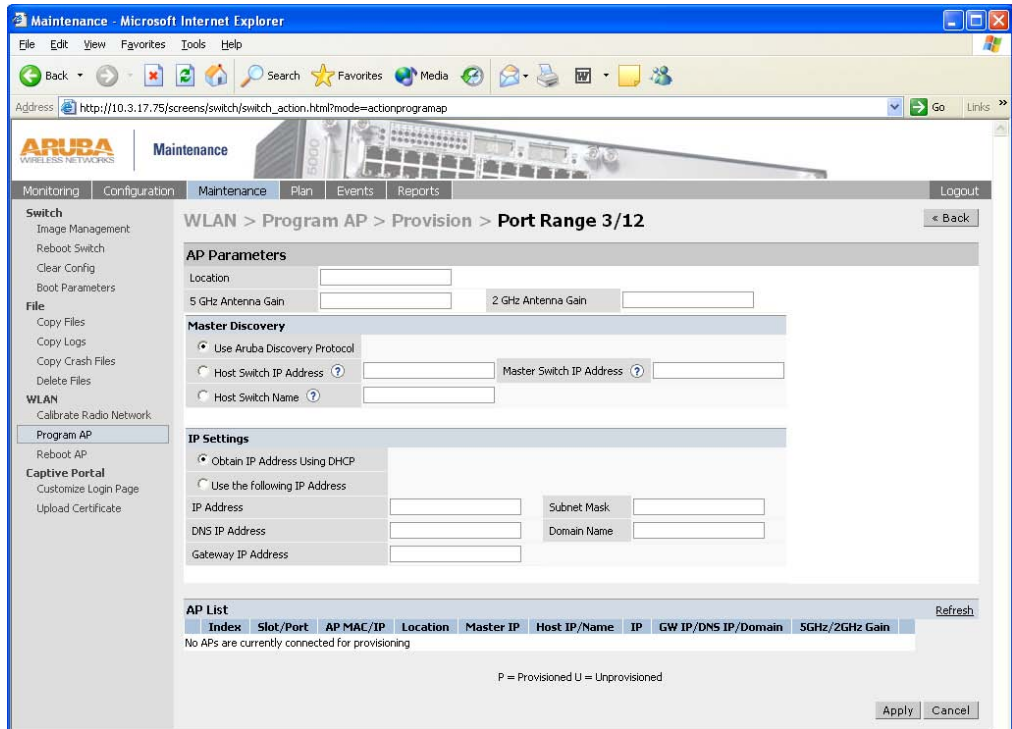 Maintenance - Microsoft Internet Explorer
File Edit View Favorites Tools Help
Back Search Favorites Media
Address http://10.3.17.75/screens/switch/switch_action.html?mode=actionprogramap Go Links »
ARUBA
WIRELESS NETWORKS
Maintenance
5000
Monitoring Configuration Maintenance Plan Events Reports Logout
Switch
Image Management
Reboot Switch
Clear Config
Boot Parameters
File
Copy Files
Copy Logs
Copy Crash Files
Delete Files
WLAN
Calibrate Radio Network
Program AP
Reboot AP
Captive Portal
Customize Login Page
Upload Certificate
WLAN > Program AP > Provision > Port Range 3/12
« Back
AP Parameters
Location
5 GHz Antenna Gain 2 GHz Antenna Gain
Master Discovery
Use Aruba Discovery Protocol
Host Switch IP Address ? Master Switch IP Address ?
Host Switch Name ?
IP Settings
Obtain IP Address Using DHCP
Use the following IP Address
IP Address Subnet Mask
DNS IP Address Domain Name
Gateway IP Address
AP List Refresh
Index Slot/Port AP MAC/IP Location Master IP Host IP/Name IP GW IP/DNS IP/Domain 5GHz/2GHz Gain
No APs are currently connected for provisioning
P = Provisioned U = Unprovisioned
Apply Cancel